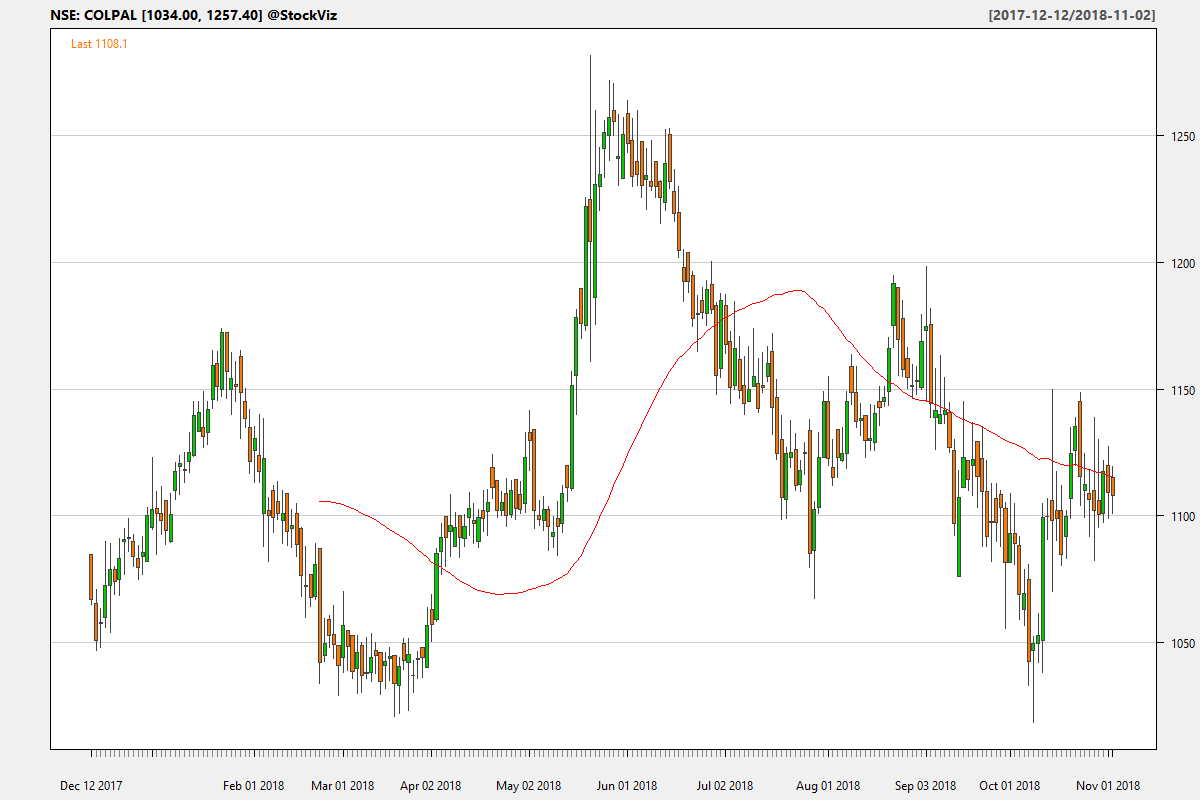 NSE: COLPAL [1034.00, 1257.40] @StockViz [2017-12-12/2018-11-02]
Last 1108.1
1250
1200
1150
1100
1050
Dec 12 2017 Feb 01 2018 Mar 01 2018 Apr 02 2018 May 02 2018 Jun 01 2018 Jul 02 2018 Aug 01 2018 Sep 03 2018 Oct 01 2018 Nov 01 2018